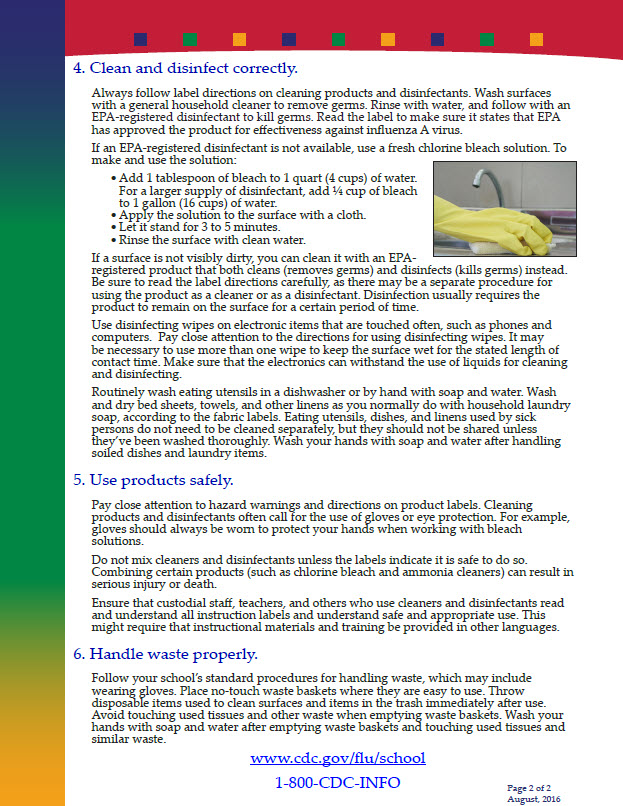 4. Clean and disinfect correctly.
Always follow label directions on cleaning products and disinfectants. Wash surfaces
with a general household cleaner to remove germs. Rinse with water, and follow with an
EPA-registered disinfectant to kill germs. Read the label to make sure it states that EPA
has approved the product for effectiveness against influenza A virus.
If an EPA-registered disinfectant is not available, use a fresh chlorine bleach solution. To
make and use the solution:
• Add 1 tablespoon of bleach to 1 quart (4 cups) of water.
For a larger supply of disinfectant, add ¼ cup of bleach
to 1 gallon (16 cups) of water.
• Apply the solution to the surface with a cloth.
• Let it stand for 3 to 5 minutes.
• Rinse the surface with clean water.
If a surface is not visibly dirty, you can clean it with an EPA-
registered product that both cleans (removes germs) and disinfects (kills germs) instead.
Be sure to read the label directions carefully, as there may be a separate procedure for
using the product as a cleaner or as a disinfectant. Disinfection usually requires the
product to remain on the surface for a certain period of time.
Use disinfecting wipes on electronic items that are touched often, such as phones and
computers. Pay close attention to the directions for using disinfecting wipes. It may
be necessary to use more than one wipe to keep the surface wet for the stated length of
contact time. Make sure that the electronics can withstand the use of liquids for cleaning
and disinfecting.
Routinely wash eating utensils in a dishwasher or by hand with soap and water. Wash
and dry bed sheets, towels, and other linens as you normally do with household laundry
soap, according to the fabric labels. Eating utensils, dishes, and linens used by sick
persons do not need to be cleaned separately, but they should not be shared unless
they've been washed thoroughly. Wash your hands with soap and water after handling
soiled dishes and laundry items.
5. Use products safely.
Pay close attention to hazard warnings and directions on product labels. Cleaning
products and disinfectants often call for the use of gloves or eye protection. For example,
gloves should always be worn to protect your hands when working with bleach
solutions.
Do not mix cleaners and disinfectants unless the labels indicate it is safe to do so.
Combining certain products (such as chlorine bleach and ammonia cleaners) can result in
serious injury or death.
Ensure that custodial staff, teachers, and others who use cleaners and disinfectants read
and understand all instruction labels and understand safe and appropriate use. This
might require that instructional materials and training be provided in other languages.
6. Handle waste properly.
Follow your school's standard procedures for handling waste, which may include
wearing gloves. Place no-touch waste baskets where they are easy to use. Throw
disposable items used to clean surfaces and items in the trash immediately after use.
Avoid touching used tissues and other waste when emptying waste baskets. Wash your
hands with soap and water after emptying waste baskets and touching used tissues and
similar waste.
www.cdc.gov/flu/school
1-800-CDC-INFO
Page 2 of 2
August, 2016